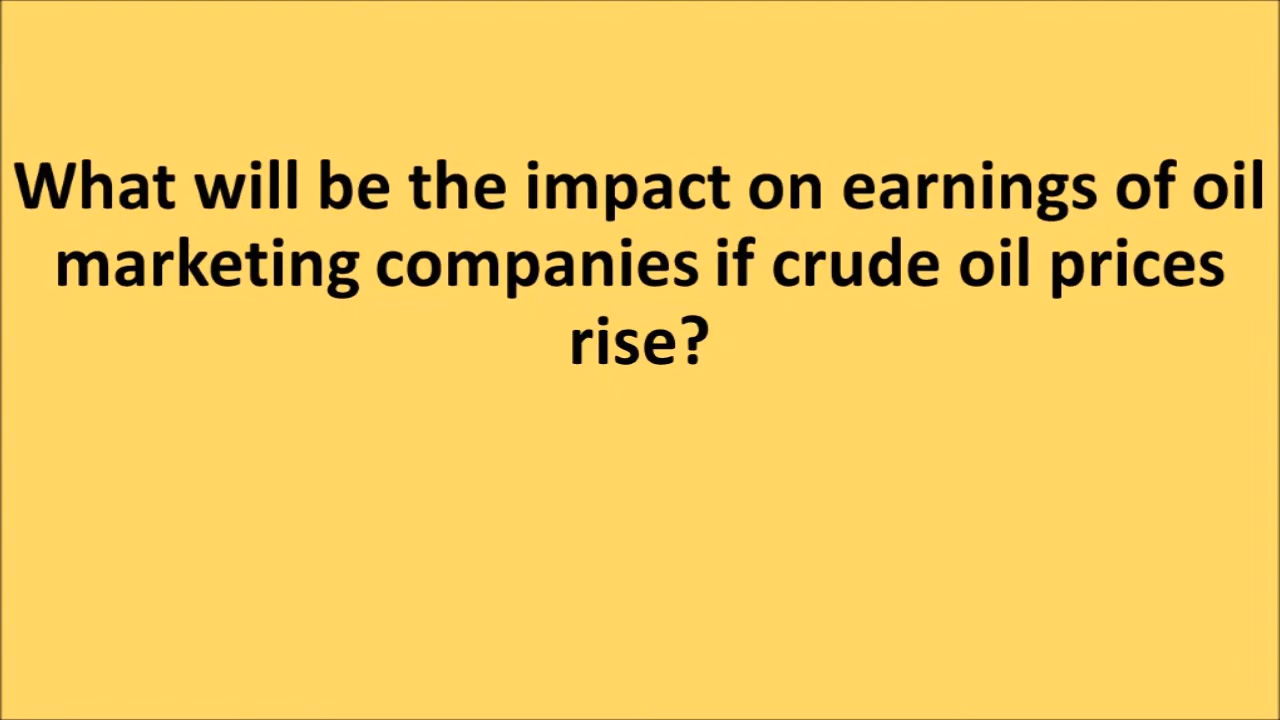 What will be the impact on earnings of oil
marketing companies if crude oil prices
rise?